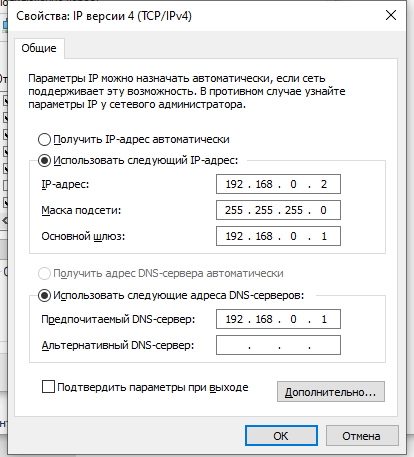 Свойства: IP версии 4 (TCP/IPv4)
Общие
Параметры IP можно назначать автоматически, если сеть
поддерживает эту возможность. В противном случае узнайте
параметры IP у сетевого администратора.
Получить IP-адрес автоматически
Использовать следующий IP-адрес:
IP-адрес: 192 . 168 . 0 . 2
Маска подсети: 255 . 255 . 255 . 0
Основной шлюз: 192 . 168 . 0 . 1
Получить адрес DNS-сервера автоматически
Использовать следующие адреса DNS-серверов:
Предпочитаемый DNS-сервер: 192 . 168 . 0 . 1
Альтернативный DNS-сервер: . . .
Подтвердить параметры при выходе
Дополнительно...
ОК Отмена